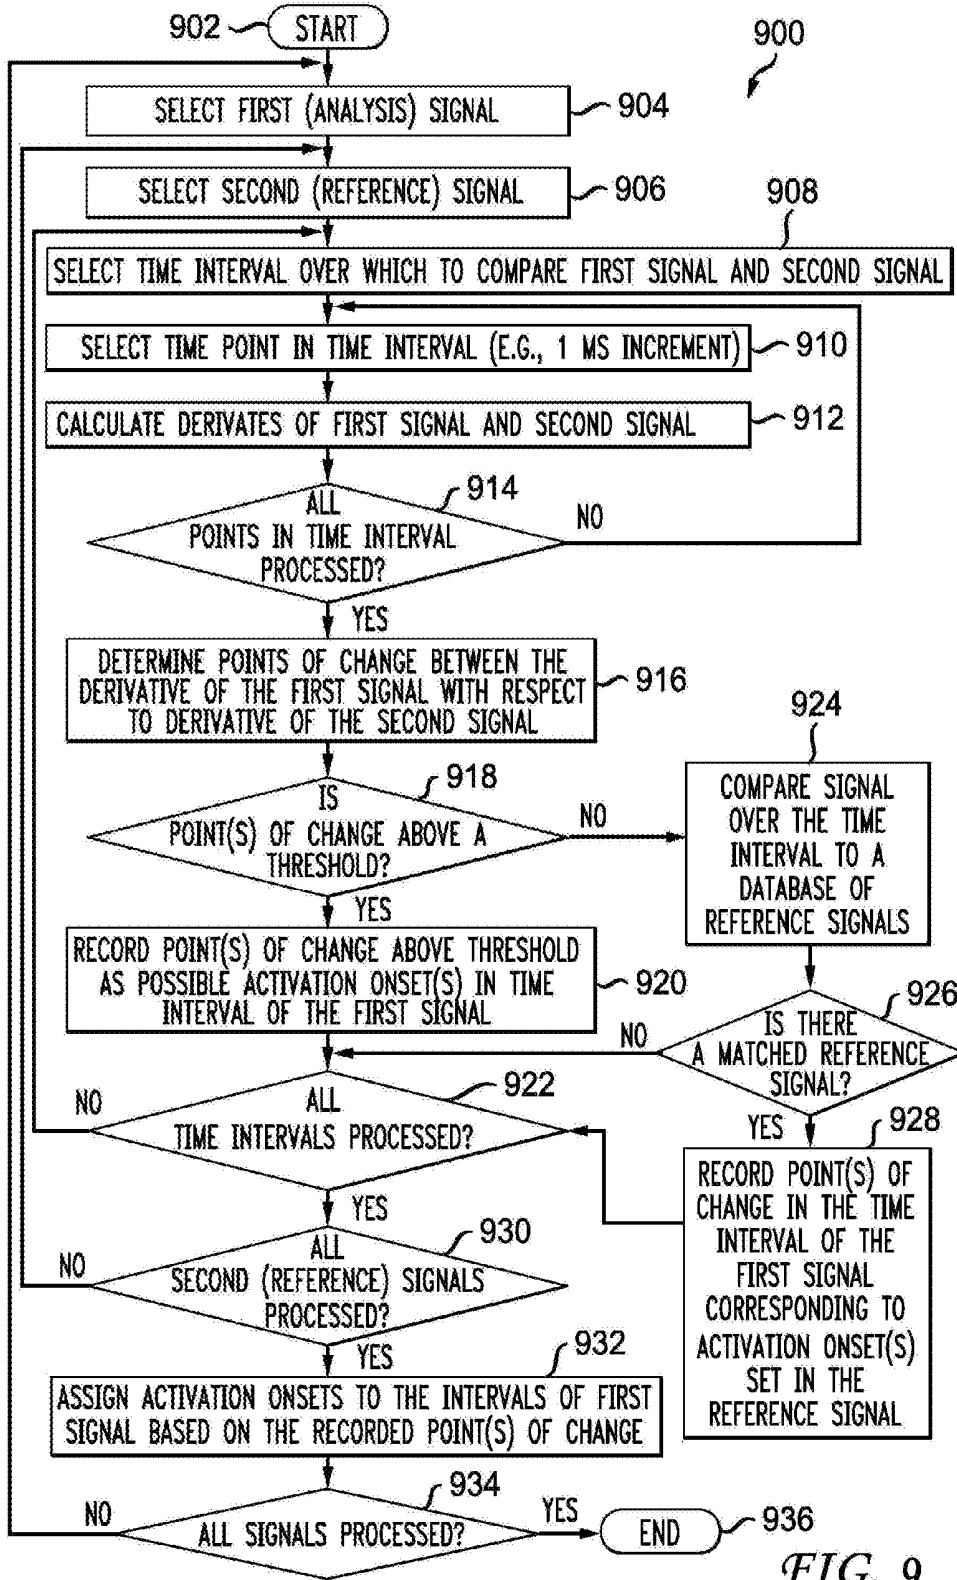 902
START
900
SELECT FIRST (ANALYSIS) SIGNAL
904
SELECT SECOND (REFERENCE) SIGNAL
906
908
SELECT TIME INTERVAL OVER WHICH TO COMPARE FIRST SIGNAL AND SECOND SIGNAL
SELECT TIME POINT IN TIME INTERVAL (E.G., 1 MS INCREMENT)
910
CALCULATE DERIVATES OF FIRST SIGNAL AND SECOND SIGNAL
912
914
ALL
POINTS IN TIME INTERVAL
PROCESSED?
NO
YES
DETERMINE POINTS OF CHANGE BETWEEN THE
DERIVATIVE OF THE FIRST SIGNAL WITH RESPECT
TO DERIVATIVE OF THE SECOND SIGNAL
916
918
IS
POINT(S) OF CHANGE ABOVE A
THRESHOLD?
NO
YES
924
COMPARE SIGNAL
OVER THE TIME
INTERVAL TO A
DATABASE OF
REFERENCE SIGNALS
RECORD POINT(S) OF CHANGE ABOVE THRESHOLD
AS POSSIBLE ACTIVATION ONSET(S) IN TIME
INTERVAL OF THE FIRST SIGNAL
920
926
IS THERE
A MATCHED REFERENCE
SIGNAL?
NO
YES
922
ALL
TIME INTERVALS PROCESSED?
NO
YES
928
RECORD POINT(S) OF
CHANGE IN THE TIME
INTERVAL OF THE
FIRST SIGNAL
CORRESPONDING TO
ACTIVATION ONSET(S)
SET IN THE
REFERENCE SIGNAL
930
ALL
SECOND (REFERENCE) SIGNALS
PROCESSED?
NO
YES
932
ASSIGN ACTIVATION ONSETS TO THE INTERVALS OF FIRST
SIGNAL BASED ON THE RECORDED POINT(S) OF CHANGE
934
ALL SIGNALS PROCESSED?
NO
YES
END
936
FIG. 9